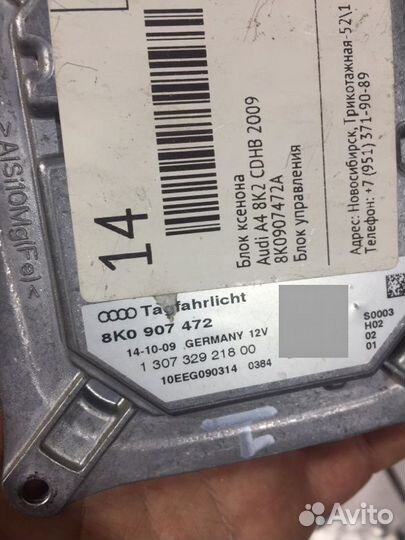 14
Блок ксенона
Audi A4 8K2 CDHB 2009
8K0907472A
Блок управления
Адрес: Новосибирск, Трикотажная-52\1
Телефон: +7 (951) 371-90-89
>AlSi10Mg(Fe)<
Tagfahrlicht
8K0 907 472
14-10-09 GERMANY 12V
1 307 329 218 00
10EEG090314 0384
S0003
H02
02
01
Avito